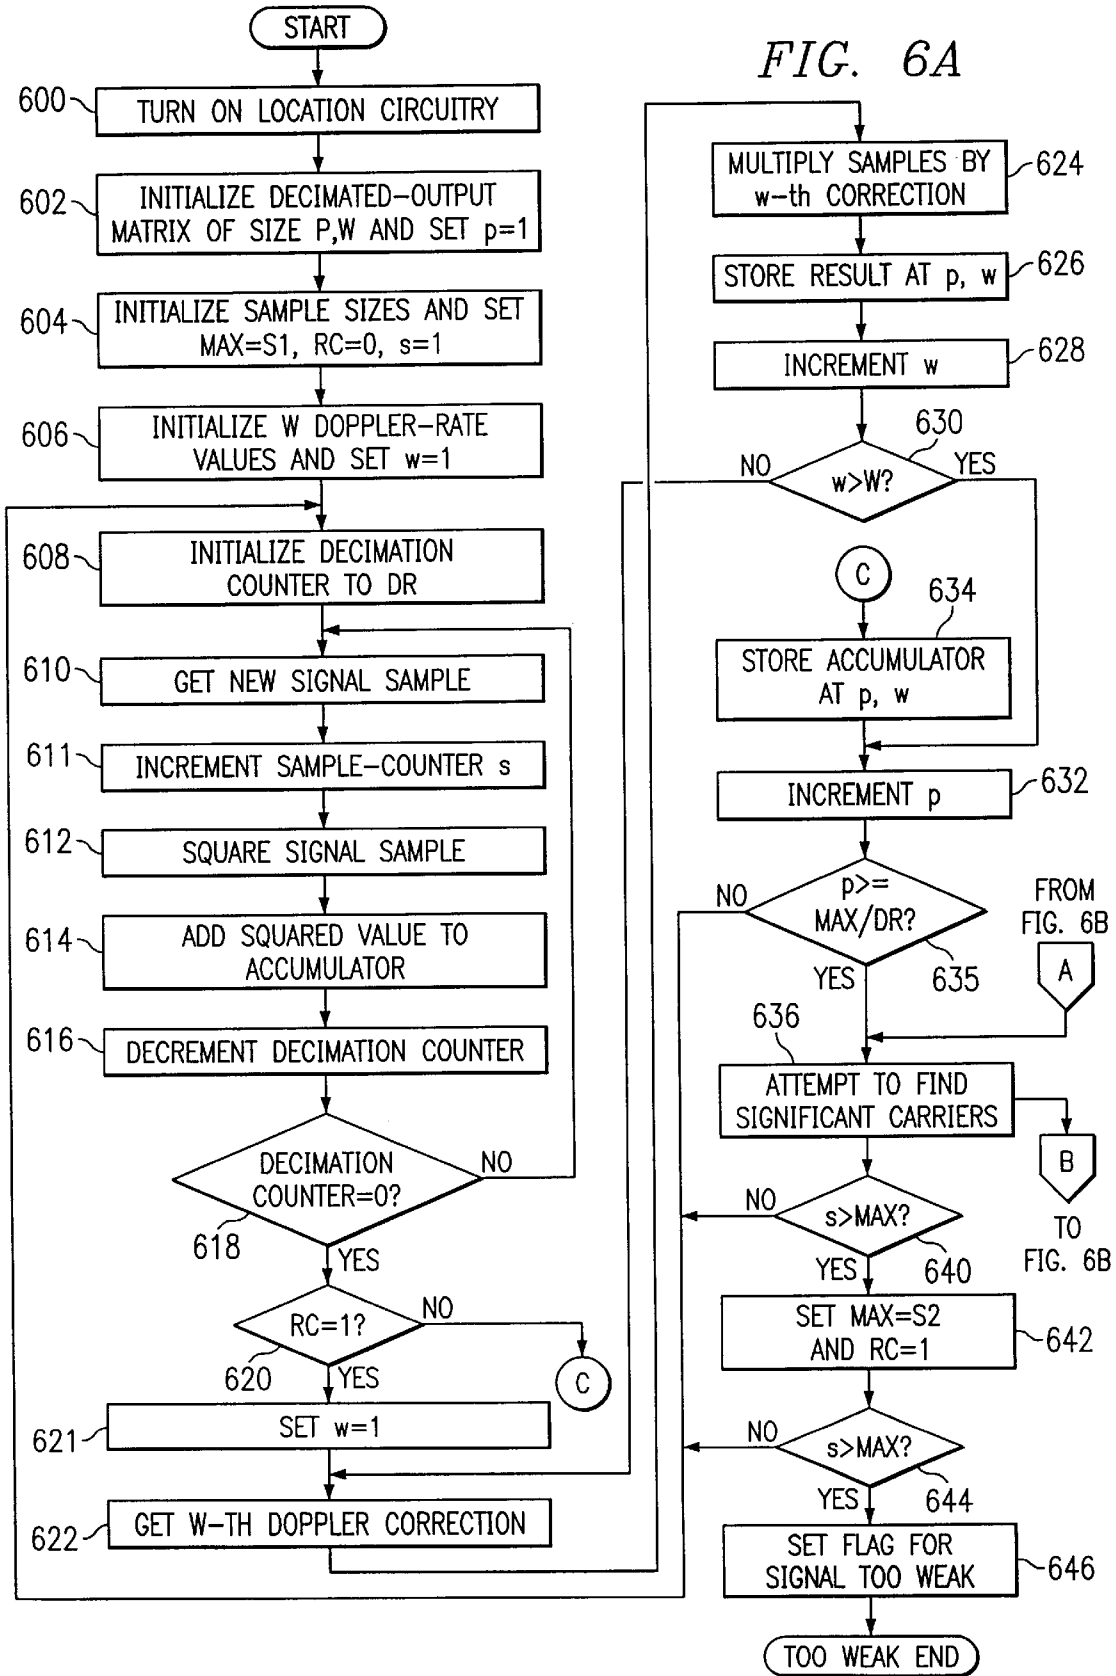 START
FIG. 6A
600
TURN ON LOCATION CIRCUITRY
602
INITIALIZE DECIMATED-OUTPUT
MATRIX OF SIZE P,W AND SET p=1
604
INITIALIZE SAMPLE SIZES AND SET
MAX=S1, RC=0, s=1
606
INITIALIZE W DOPPLER-RATE
VALUES AND SET w=1
608
INITIALIZE DECIMATION
COUNTER TO DR
610
GET NEW SIGNAL SAMPLE
611
INCREMENT SAMPLE-COUNTER s
612
SQUARE SIGNAL SAMPLE
614
ADD SQUARED VALUE TO
ACCUMULATOR
616
DECREMENT DECIMATION COUNTER
DECIMATION
COUNTER=0?
NO
618
YES
RC=1?
NO
620
YES
C
621
SET w=1
622
GET W-TH DOPPLER CORRECTION
MULTIPLY SAMPLES BY
w-th CORRECTION
624
STORE RESULT AT p, w
626
INCREMENT w
628
630
NO
w>W?
YES
C
634
STORE ACCUMULATOR
AT p, w
INCREMENT p
632
NO
p>=
MAX/DR?
YES
635
FROM
FIG. 6B
A
636
ATTEMPT TO FIND
SIGNIFICANT CARRIERS
B
TO
FIG. 6B
NO
s>MAX?
YES
640
SET MAX=S2
AND RC=1
642
NO
s>MAX?
YES
644
SET FLAG FOR
SIGNAL TOO WEAK
646
TOO WEAK END